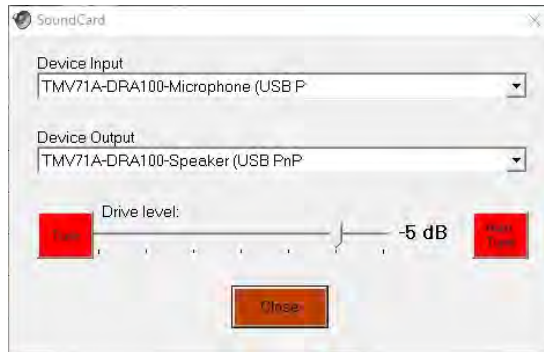 SoundCard
Device Input
TMV71A-DRA100-Microphone (USB P
Device Output
TMV71A-DRA100-Speaker (USB PnP
Drive level:
-5 dB
Close